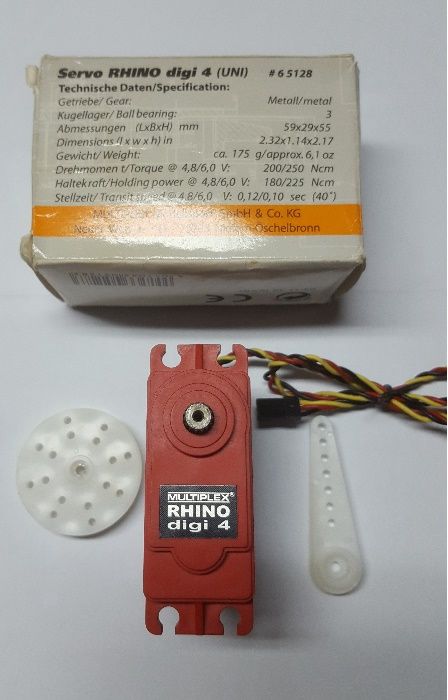 Servo RHINO digi 4 (UNI) # 6 5128
Technische Daten/Specification:
Getriebe/ Gear: Metall/metal
Kugellager/ Ball bearing: 3
Abmessungen (LxBxH) mm 59x29x55
Dimensions (l x w x h) in 2.32x1.14x2.17
Gewicht/ Weight: ca. 175 g/approx. 6,1 oz
Drehmomen t/Torque @ 4,8/6,0 V: 200/250 Ncm
Haltekraft/Holding power @ 4,8/6,0 V: 180/225 Ncm
Stellzeit/ Transit speed @ 4,8/6,0 V: 0,12/0,10 sec (40˚)
MULTIPLEX GmbH & Co. KG
CE
MULTIPLEX®
RHINO
digi 4